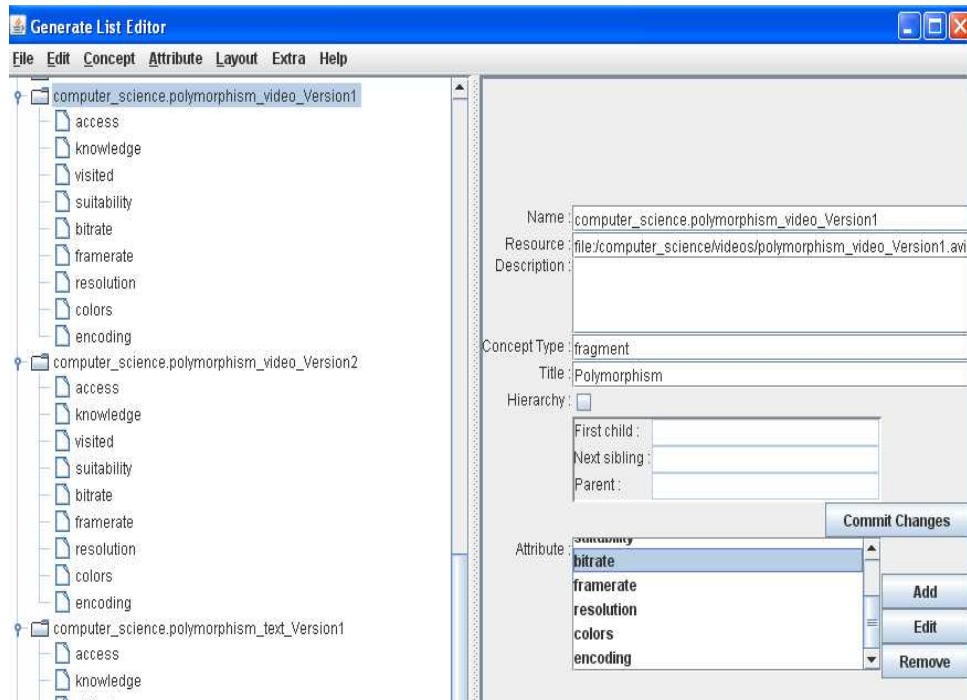 Generate List Editor
File Edit Concept Attribute Layout Extra Help
computer_science.polymorphism_video_Version1
access
knowledge
visited
suitability
bitrate
framerate
resolution
colors
encoding
computer_science.polymorphism_video_Version2
access
knowledge
visited
suitability
bitrate
framerate
resolution
colors
encoding
computer_science.polymorphism_text_Version1
access
knowledge
Name : computer_science.polymorphism_video_Version1
Resource : file:/computer_science/videos/polymorphism_video_Version1.avi
Description :
Concept Type : fragment
Title : Polymorphism
Hierarchy :
First child :
Next sibling :
Parent :
Commit Changes
Attribute :
suitability
bitrate
framerate
resolution
colors
encoding
Add
Edit
Remove